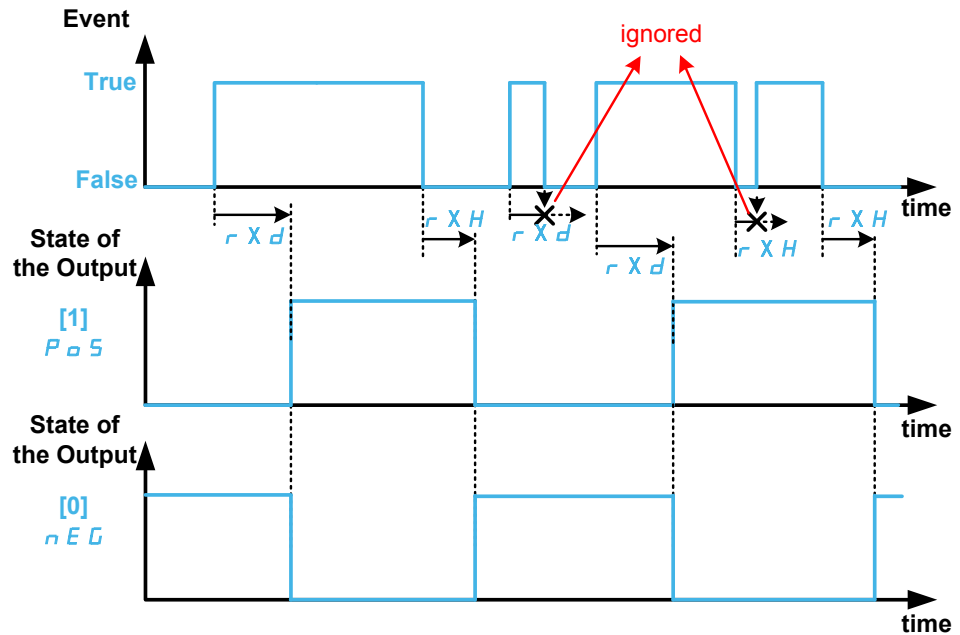 Event
ignored
True
False
time
r X d
r X H
r X d
r X d
r X H
r X H
State of
the Output
[1]
P o S
time
State of
the Output
[0]
n E G
time